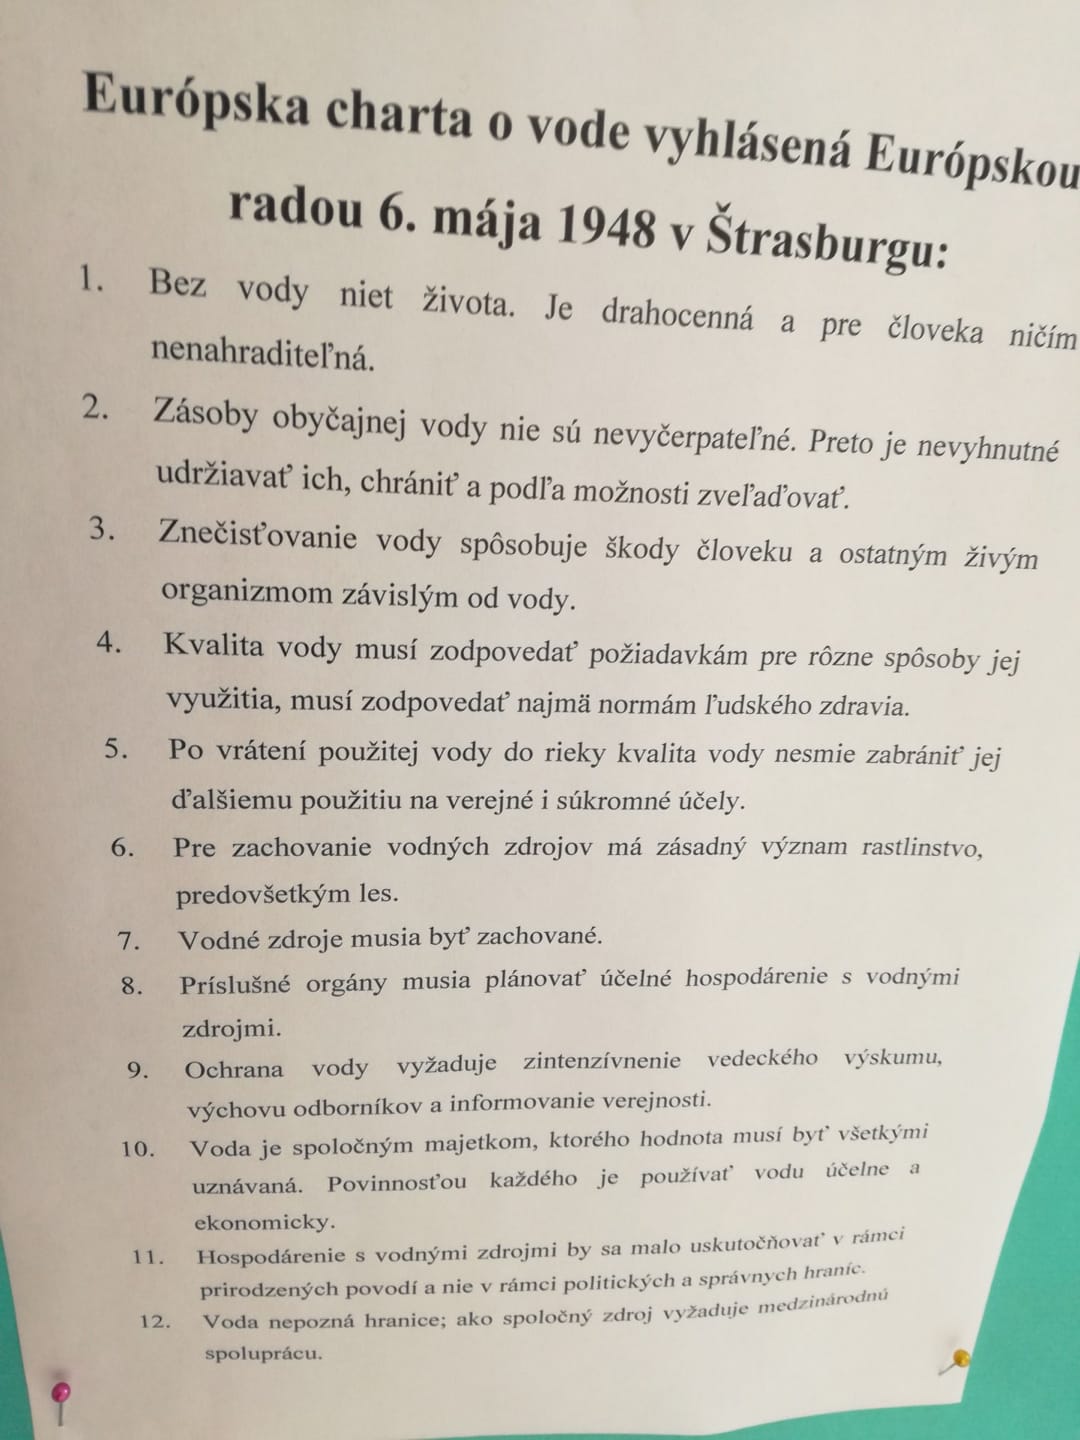 Európska charta o vode vyhlásená Európskou
radou 6. mája 1948 v Štrasburgu:
1. Bez vody niet života. Je drahocenná a pre človeka ničím
nenahraditeľná.
2. Zásoby obyčajnej vody nie sú nevyčerpateľné. Preto je nevyhnutné
udržiavať ich, chrániť a podľa možnosti zveľaďovať.
3. Znečisťovanie vody spôsobuje škody človeku a ostatným živým
organizmom závislým od vody.
4. Kvalita vody musí zodpovedať požiadavkám pre rôzne spôsoby jej
využitia, musí zodpovedať najmä normám ľudského zdravia.
5. Po vrátení použitej vody do rieky kvalita vody nesmie zabrániť jej
ďalšiemu použitiu na verejné i súkromné účely.
6. Pre zachovanie vodných zdrojov má zásadný význam rastlinstvo,
predovšetkým les.
7. Vodné zdroje musia byť zachované.
8. Príslušné orgány musia plánovať účelné hospodárenie s vodnými
zdrojmi.
9. Ochrana vody vyžaduje zintenzívnenie vedeckého výskumu,
výchovu odborníkov a informovanie verejnosti.
10. Voda je spoločným majetkom, ktorého hodnota musí byť všetkými
uznávaná. Povinnosťou každého je používať vodu účelne a
ekonomicky.
11. Hospodárenie s vodnými zdrojmi by sa malo uskutočňovať v rámci
prirodzených povodí a nie v rámci politických a správnych hraníc.
12. Voda nepozná hranice; ako spoločný zdroj vyžaduje medzinárodnú
spoluprácu.